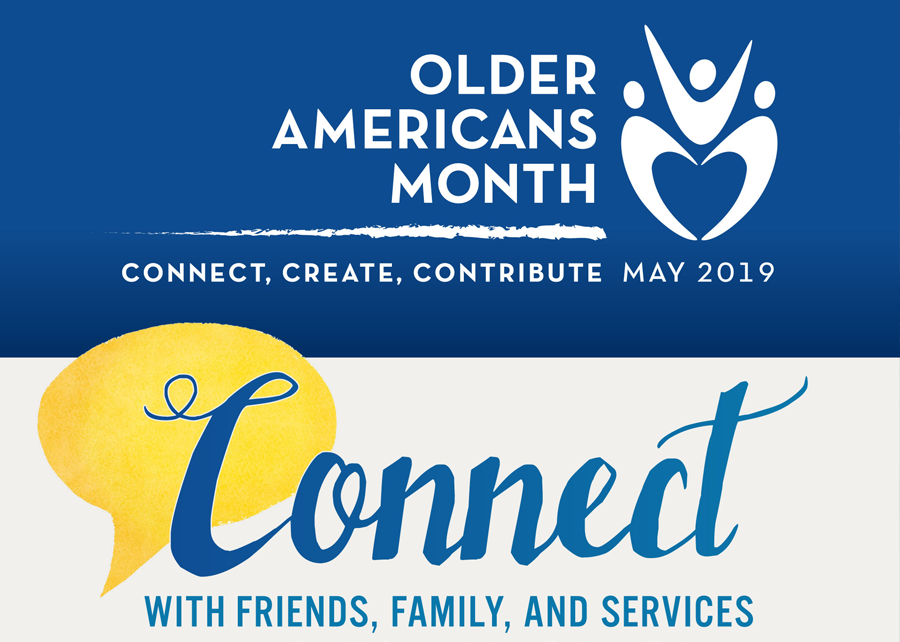 OLDER
AMERICANS
MONTH
CONNECT, CREATE, CONTRIBUTE MAY 2019
Connect
WITH FRIENDS, FAMILY, AND SERVICES